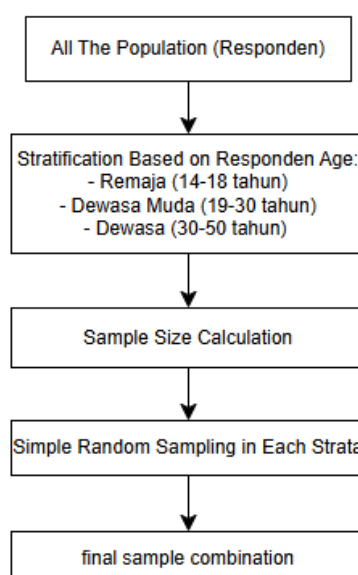 All The Population (Responden)
Stratification Based on Responden Age:
- Remaja (14-18 tahun)
- Dewasa Muda (19-30 tahun)
- Dewasa (30-50 tahun)
Sample Size Calculation
Simple Random Sampling in Each Strata
final sample combination